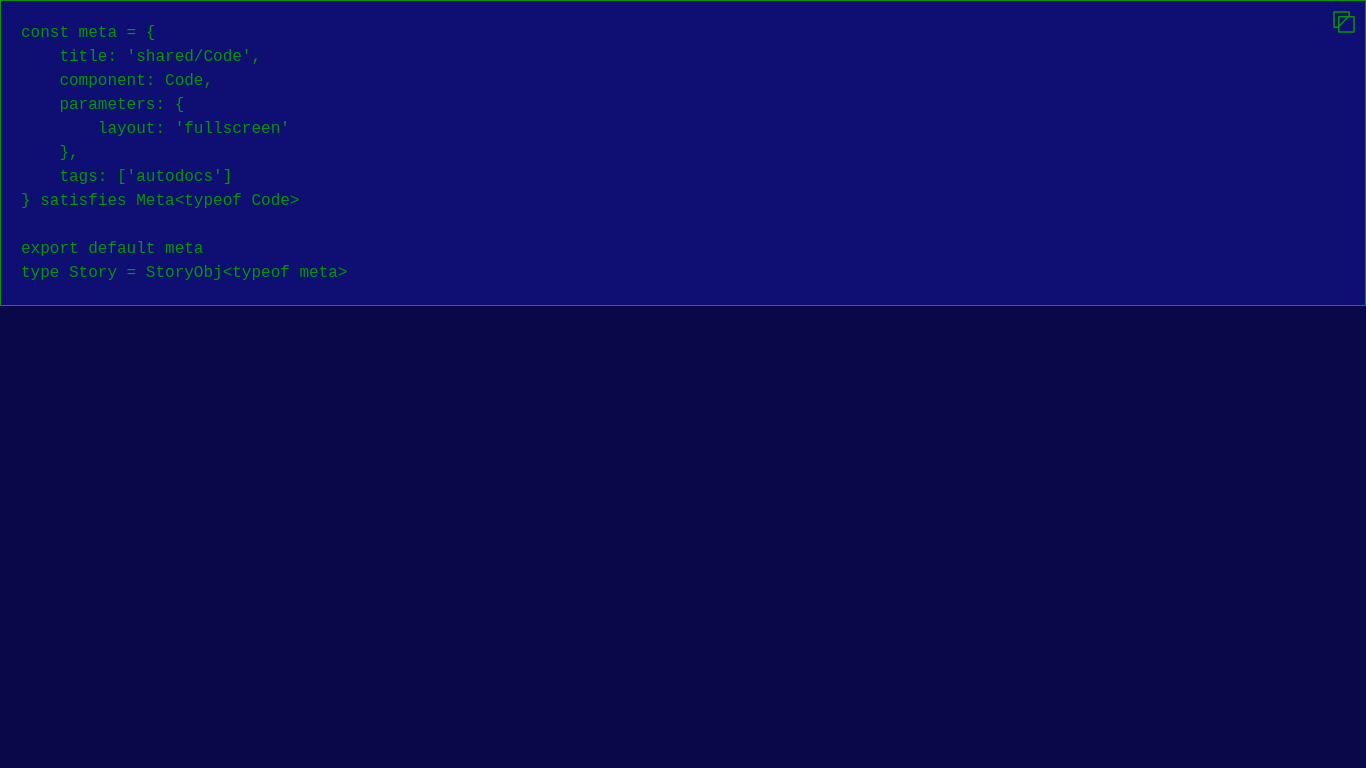 const meta = {
    title: 'shared/Code',
    component: Code,
    parameters: {
        layout: 'fullscreen'
    },
    tags: ['autodocs']
} satisfies Meta<typeof Code>

export default meta
type Story = StoryObj<typeof meta>